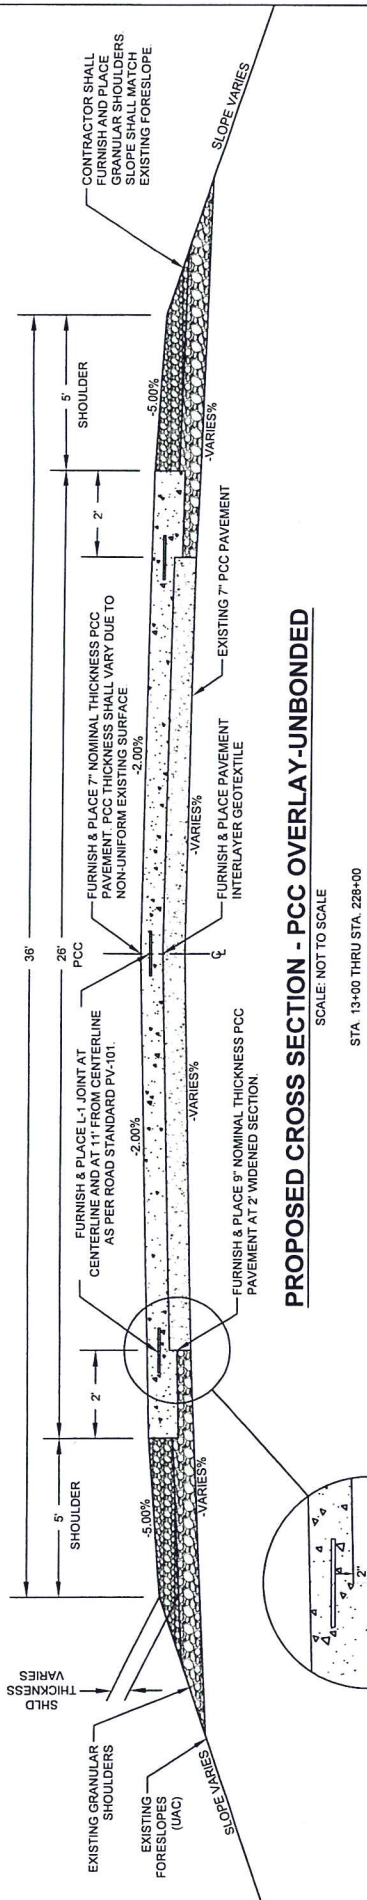 36'
26'
PCC
5'
SHOULDER
2'
2'
5'
SHOULDER
SHLD
THICKNESS
VARIES
EXISTING GRANULAR
SHOULDERS
EXISTING
FORESLOPES
(UAC)
SLOPE VARIES
FURNISH & PLACE L-1 JOINT AT
CENTERLINE AND AT 11' FROM CENTERLINE
AS PER ROAD STANDARD PV-101.
FURNISH & PLACE 7" NOMINAL THICKNESS PCC
PAVEMENT. PCC THICKNESS SHALL VARY DUE TO
NON-UNIFORM EXISTING SURFACE
CONTRACTOR SHALL
FURNISH AND PLACE
GRANULAR SHOULDERS.
SLOPE SHALL MATCH
EXISTING FORESLOPE.
-5.00%
-2.00%
-2.00%
-5.00%
-VARIES%
-VARIES%
-VARIES%
-VARIES%
SLOPE VARIES
FURNISH & PLACE 9" NOMINAL THICKNESS PCC
PAVEMENT AT 2' WIDENED SECTION.
CL
FURNISH & PLACE PAVEMENT
INTERLAYER GEOTEXTILE
EXISTING 7" PCC PAVEMENT
2"
PROPOSED CROSS SECTION - PCC OVERLAY-UNBONDED
SCALE: NOT TO SCALE
STA. 13+00 THRU STA. 228+00